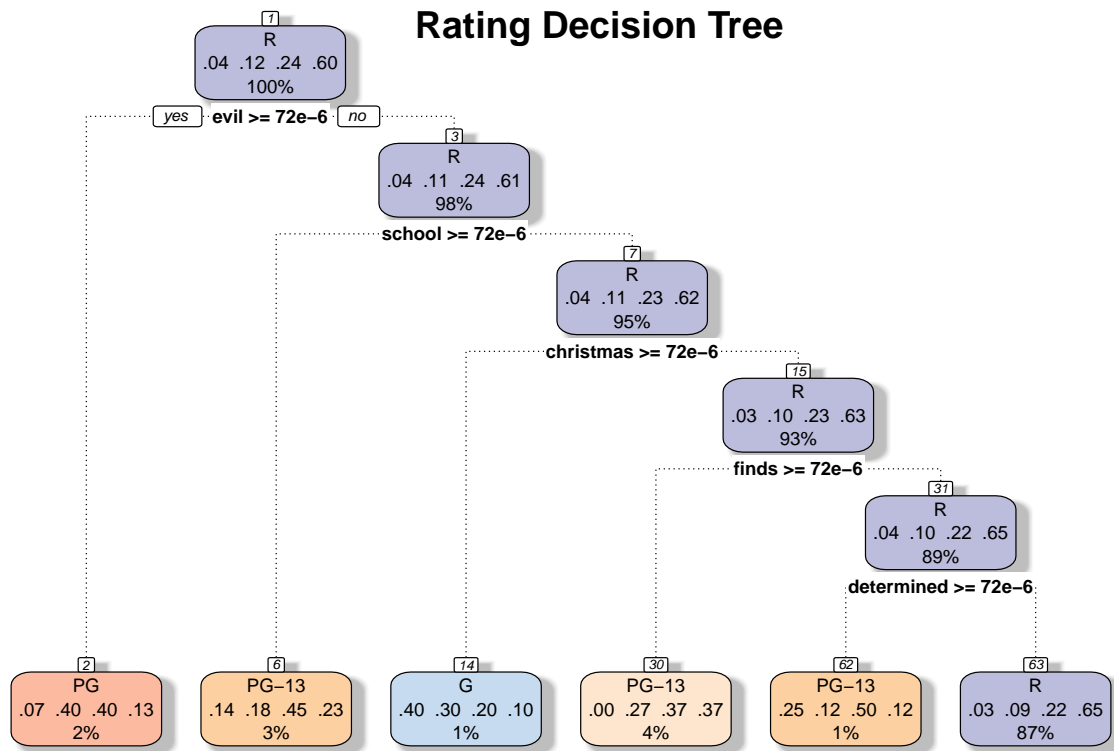 Rating Decision Tree
1
R
.04 .12 .24 .60
100%
yes evil >= 72e−6 no
3
R
.04 .11 .24 .61
98%
school >= 72e−6
7
R
.04 .11 .23 .62
95%
christmas >= 72e−6
15
R
.03 .10 .23 .63
93%
finds >= 72e−6
31
R
.04 .10 .22 .65
89%
determined >= 72e−6
2
PG
.07 .40 .40 .13
2%
6
PG−13
.14 .18 .45 .23
3%
14
G
.40 .30 .20 .10
1%
30
PG−13
.00 .27 .37 .37
4%
62
PG−13
.25 .12 .50 .12
1%
63
R
.03 .09 .22 .65
87%